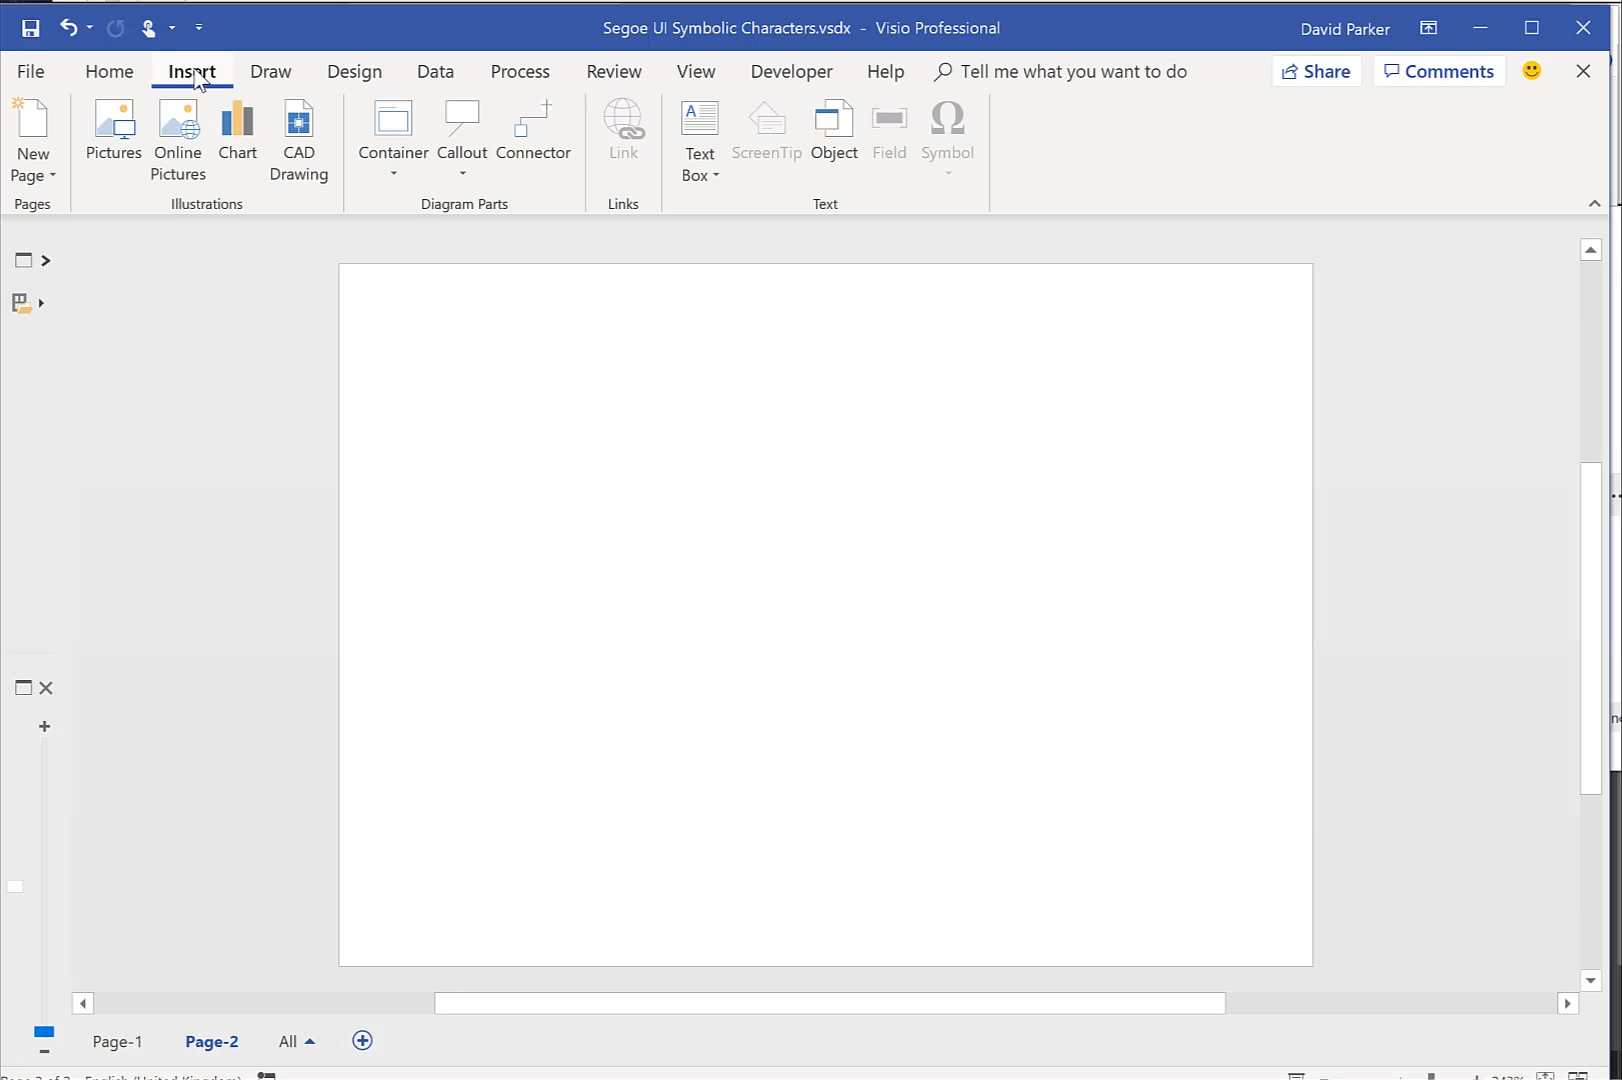 Segoe UI Symbolic Characters.vsdx - Visio Professional
David Parker
File Home Insert Draw Design Data Process Review View Developer Help Tell me what you want to do
Share Comments
New
Page
Pictures
Online
Pictures
Chart
CAD
Drawing
Container
Callout
Connector
Link
Text
Box
ScreenTip
Object
Field
Symbol
Pages
Illustrations
Diagram Parts
Links
Text
Page-1 Page-2 All
English (United Kingdom)